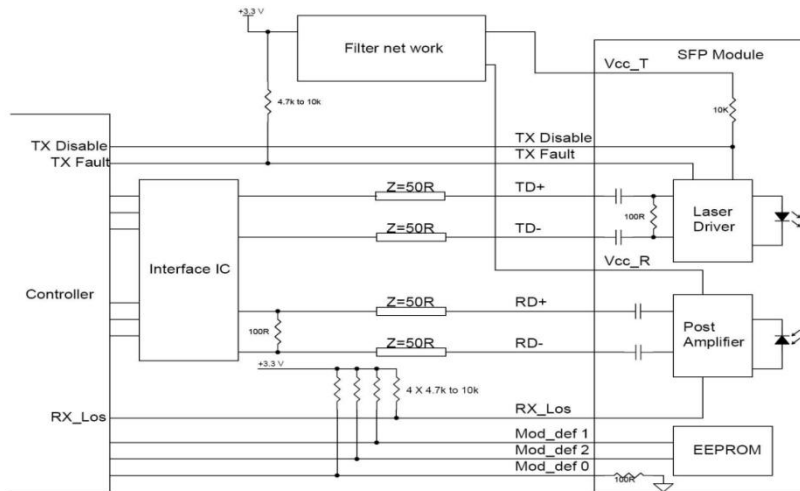 +3.3 V
Filter net work
SFP Module
Vcc_T
4.7k to 10k
10K
TX Disable
TX Disable
TX Fault
TX Fault
Z=50R
TD+
Z=50R
TD-
100R
Laser
Driver
Interface IC
Vcc_R
Controller
RD+
Z=50R
100R
Z=50R
RD-
Post
Amplifier
+3.3 V
4 X 4.7k to 10k
RX_Los
RX_Los
Mod_def 1
Mod_def 2
Mod_def 0
EEPROM
100R